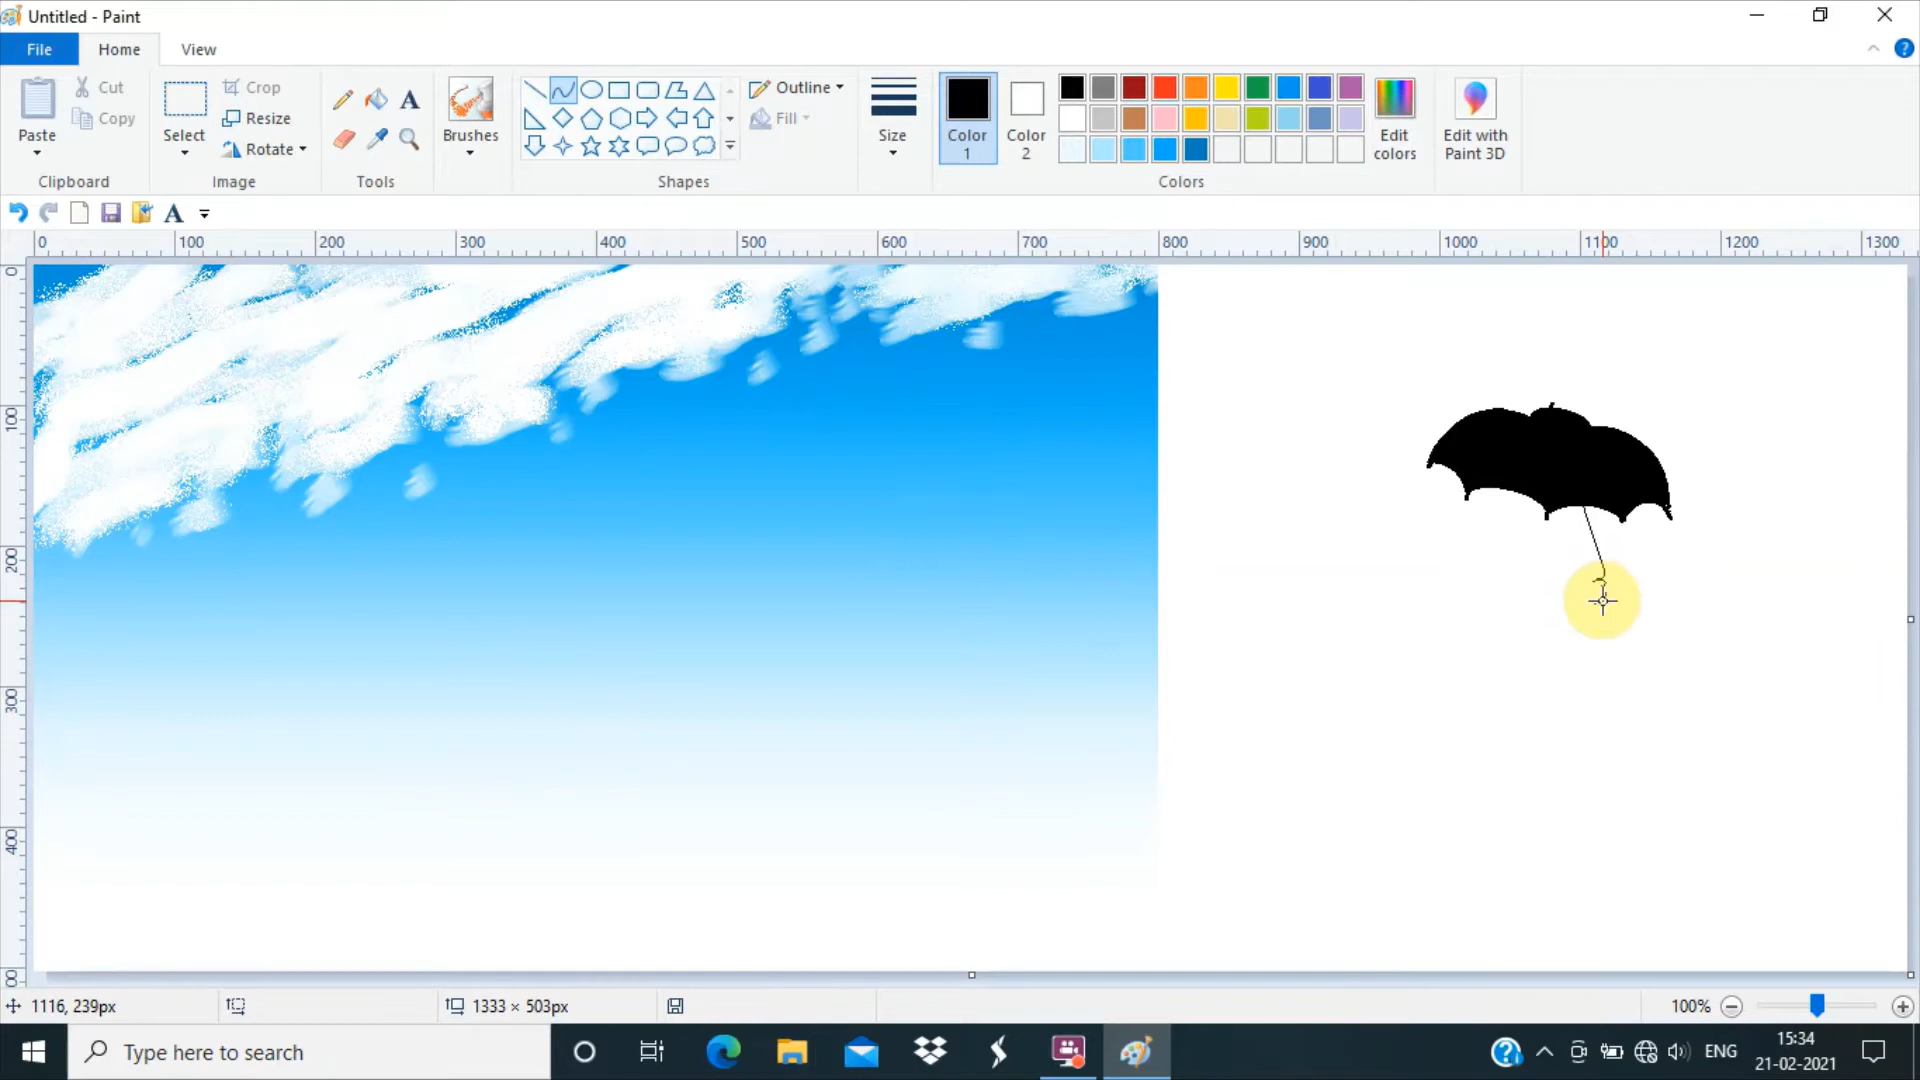 Untitled - Paint
File Home View
Paste
Cut
Copy
Clipboard
Select
Crop
Resize
Rotate
Image
Tools
Brushes
Shapes
Outline
Fill
Size
Color 1
Color 2
Edit colors
Edit with Paint 3D
Colors
0 100 200 300 400 500 600 700 800 900 1000 1100 1200 1300
0
100
200
300
400
1116, 239px
1333 × 503px
100%
Type here to search
ENG
15:34
21-02-2021